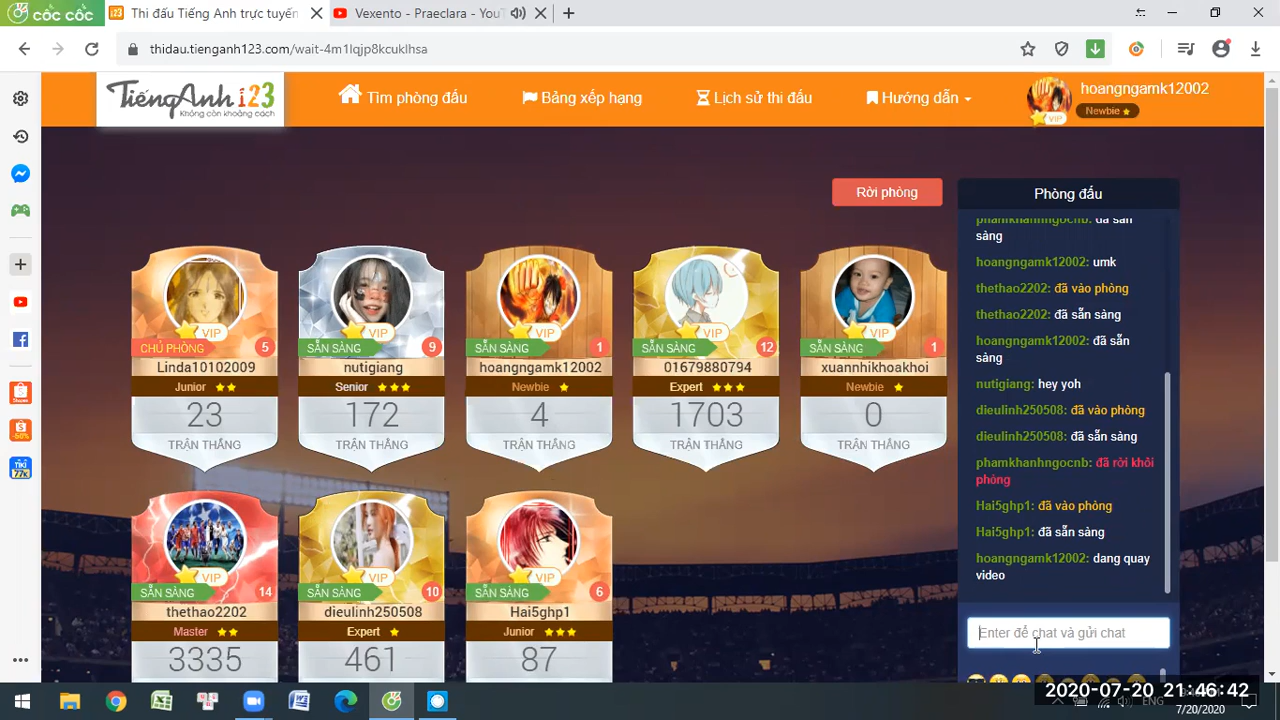 cốc cốc
Thi đấu Tiếng Anh trực tuyến
Vexento - Praeclara - YouT
thidau.tienganh123.com/wait-4m1lqjp8kcuklhsa
TiếngAnh 123
Không còn khoảng cách
Tìm phòng đấu
Bảng xếp hạng
Lịch sử thi đấu
Hướng dẫn
hoangngamk12002
VIP
Newbie
Rời phòng
Phòng đấu
phamkhanhngocnb: đã sẵn
sàng
hoangngamk12002: umk
thethao2202: đã vào phòng
thethao2202: đã sẵn sàng
hoangngamk12002: đã sẵn
sàng
nutigiang: hey yoh
dieulinh250508: đã vào phòng
dieulinh250508: đã sẵn sàng
phamkhanhngocnb: đã rời khỏi
phòng
Hai5ghp1: đã vào phòng
Hai5ghp1: đã sẵn sàng
hoangngamk12002: dang quay
video
Enter để chat và gửi chat
VIP
CHỦ PHÒNG 5
Linda10102009
Junior
23
TRẬN THẮNG
VIP
SẴN SÀNG 9
nutigiang
Senior
172
TRẬN THẮNG
VIP
SẴN SÀNG 1
hoangngamk12002
Newbie
4
TRẬN THẮNG
VIP
SẴN SÀNG 12
01679880794
Expert
1703
TRẬN THẮNG
VIP
SẴN SÀNG 1
xuannhikhoakhoi
Newbie
0
TRẬN THẮNG
VIP
SẴN SÀNG 14
thethao2202
Master
3335
VIP
SẴN SÀNG 10
dieulinh250508
Expert
461
VIP
SẴN SÀNG 6
Hai5ghp1
Junior
87
2020-07-20 21:46:42
ENG
7/20/2020